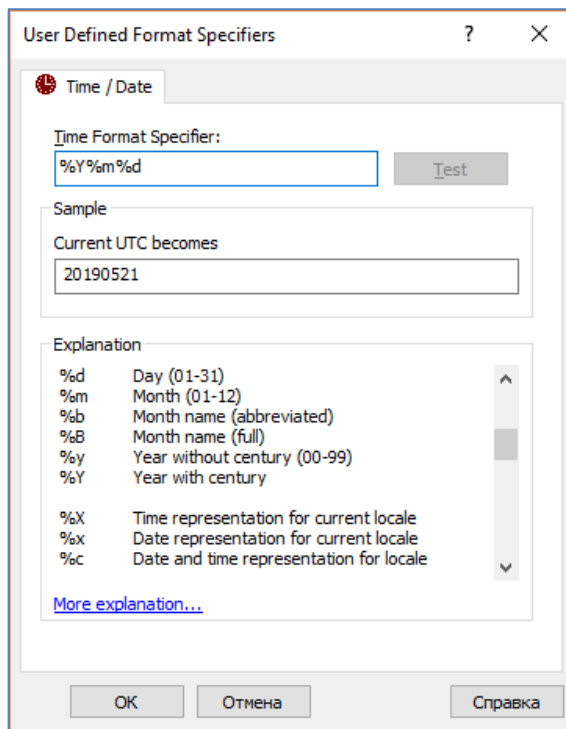 User Defined Format Specifiers ?
Time / Date
Time Format Specifier:
%Y%m%d Test
Sample
Current UTC becomes
20190521
Explanation
%d Day (01-31)
%m Month (01-12)
%b Month name (abbreviated)
%B Month name (full)
%y Year without century (00-99)
%Y Year with century
%X Time representation for current locale
%x Date representation for current locale
%c Date and time representation for locale
More explanation...
OK Отмена Справка